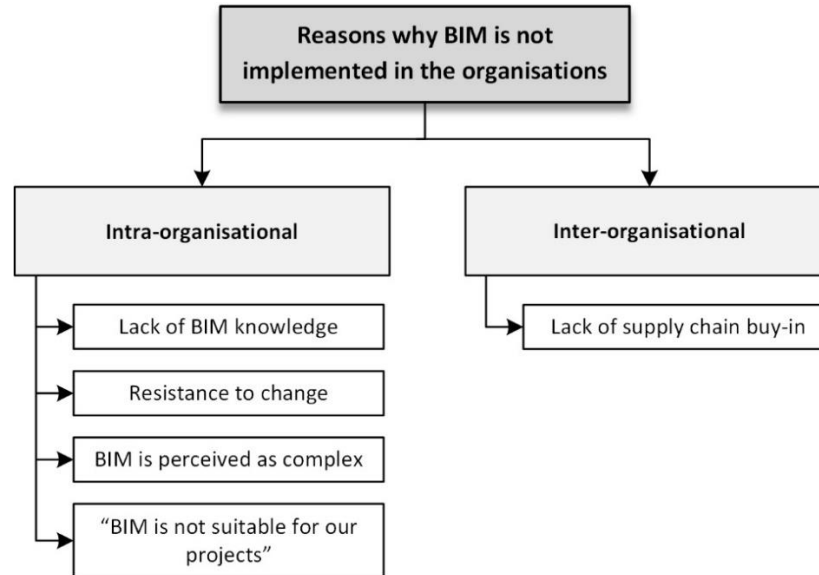 Reasons why BIM is not
implemented in the organisations
Intra-organisational
Inter-organisational
Lack of BIM knowledge
Lack of supply chain buy-in
Resistance to change
BIM is perceived as complex
“BIM is not suitable for our
projects”